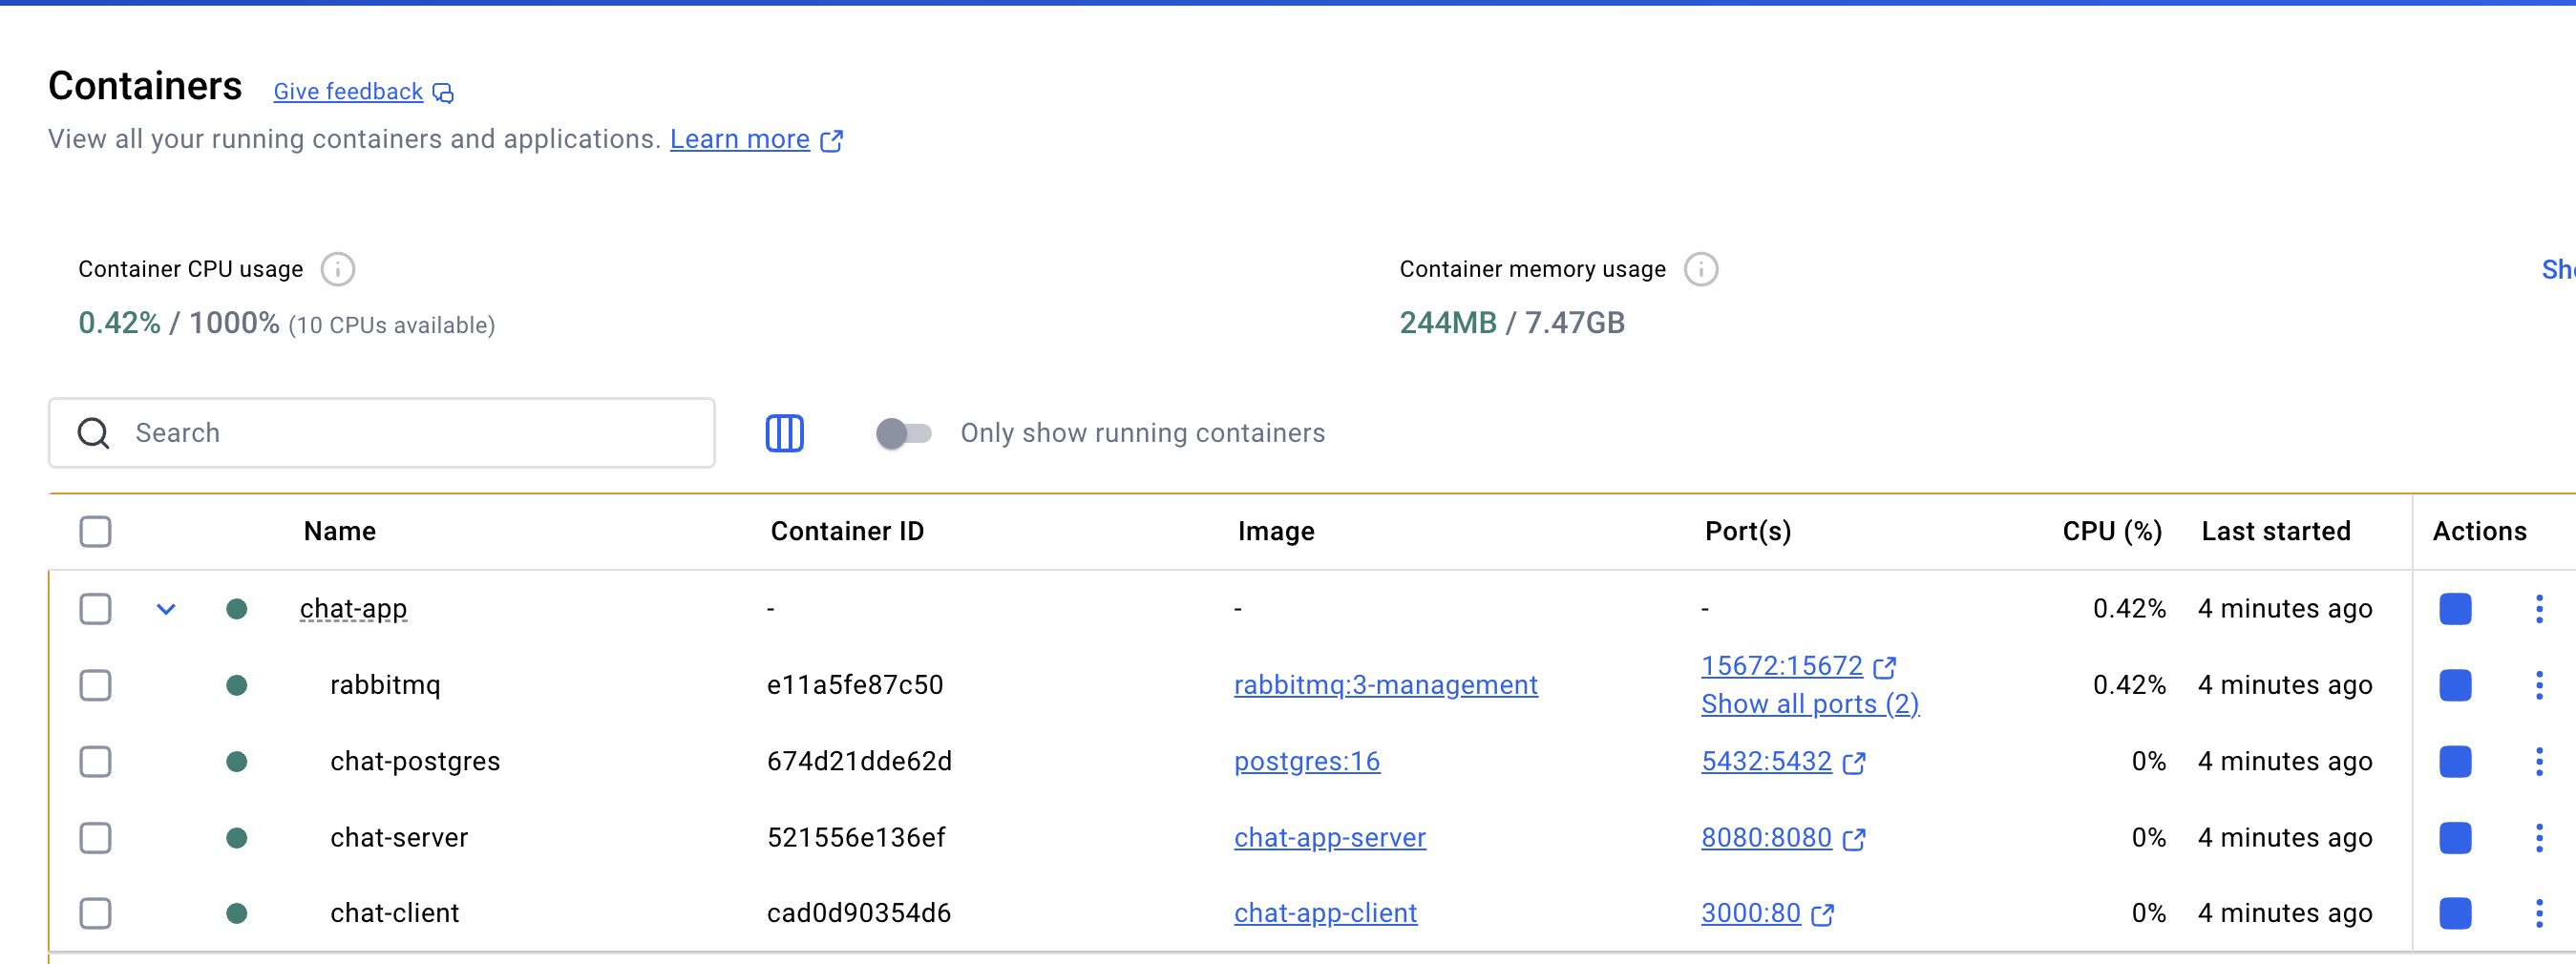 Containers Give feedback
View all your running containers and applications. Learn more
Container CPU usage
0.42% / 1000% (10 CPUs available)
Container memory usage
244MB / 7.47GB
Search
Only show running containers
Name Container ID Image Port(s) CPU (%) Last started Actions
chat-app - - - 0.42% 4 minutes ago
rabbitmq e11a5fe87c50 rabbitmq:3-management 15672:15672 0.42% 4 minutes ago
Show all ports (2)
chat-postgres 674d21dde62d postgres:16 5432:5432 0% 4 minutes ago
chat-server 521556e136ef chat-app-server 8080:8080 0% 4 minutes ago
chat-client cad0d90354d6 chat-app-client 3000:80 0% 4 minutes ago